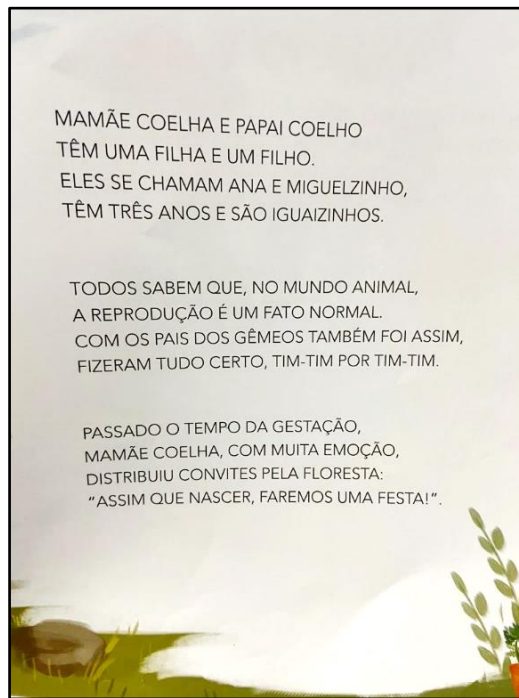 MAMÃE COELHA E PAPAI COELHO
TÊM UMA FILHA E UM FILHO.
ELES SE CHAMAM ANA E MIGUELZINHO,
TÊM TRÊS ANOS E SÃO IGUAIZINHOS.
TODOS SABEM QUE, NO MUNDO ANIMAL,
A REPRODUÇÃO É UM FATO NORMAL.
COM OS PAIS DOS GÊMEOS TAMBÉM FOI ASSIM,
FIZERAM TUDO CERTO, TIM-TIM POR TIM-TIM.
PASSADO O TEMPO DA GESTAÇÃO,
MAMÃE COELHA, COM MUITA EMOÇÃO,
DISTRIBUIU CONVITES PELA FLORESTA:
“ASSIM QUE NASCER, FAREMOS UMA FESTA!”.